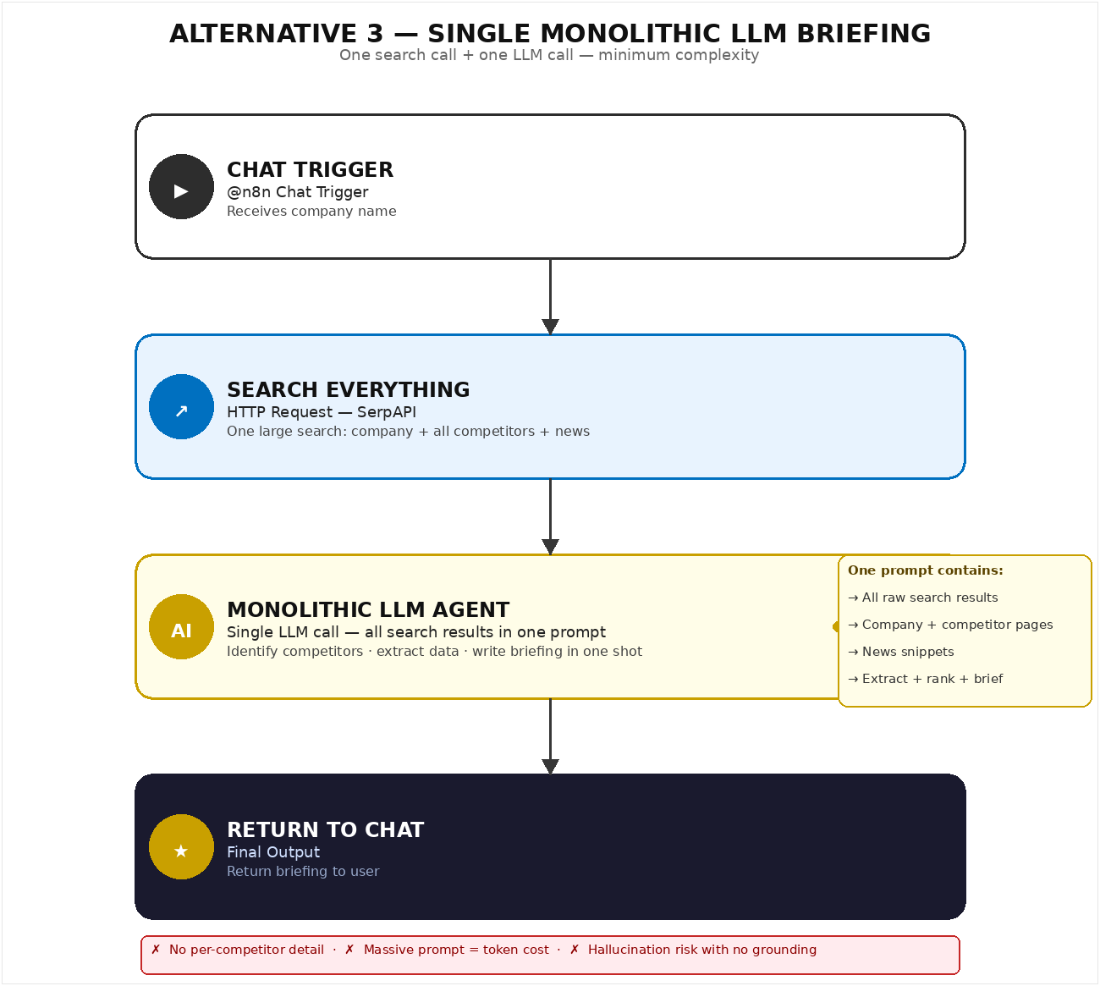 ALTERNATIVE 3 — SINGLE MONOLITHIC LLM BRIEFING
One search call + one LLM call — minimum complexity
▶
CHAT TRIGGER
@n8n Chat Trigger
Receives company name
↗
SEARCH EVERYTHING
HTTP Request — SerpAPI
One large search: company + all competitors + news
AI
MONOLITHIC LLM AGENT
Single LLM call — all search results in one prompt
Identify competitors · extract data · write briefing in one shot
One prompt contains:
→ All raw search results
→ Company + competitor pages
→ News snippets
→ Extract + rank + brief
★
RETURN TO CHAT
Final Output
Return briefing to user
✗ No per-competitor detail · ✗ Massive prompt = token cost · ✗ Hallucination risk with no grounding